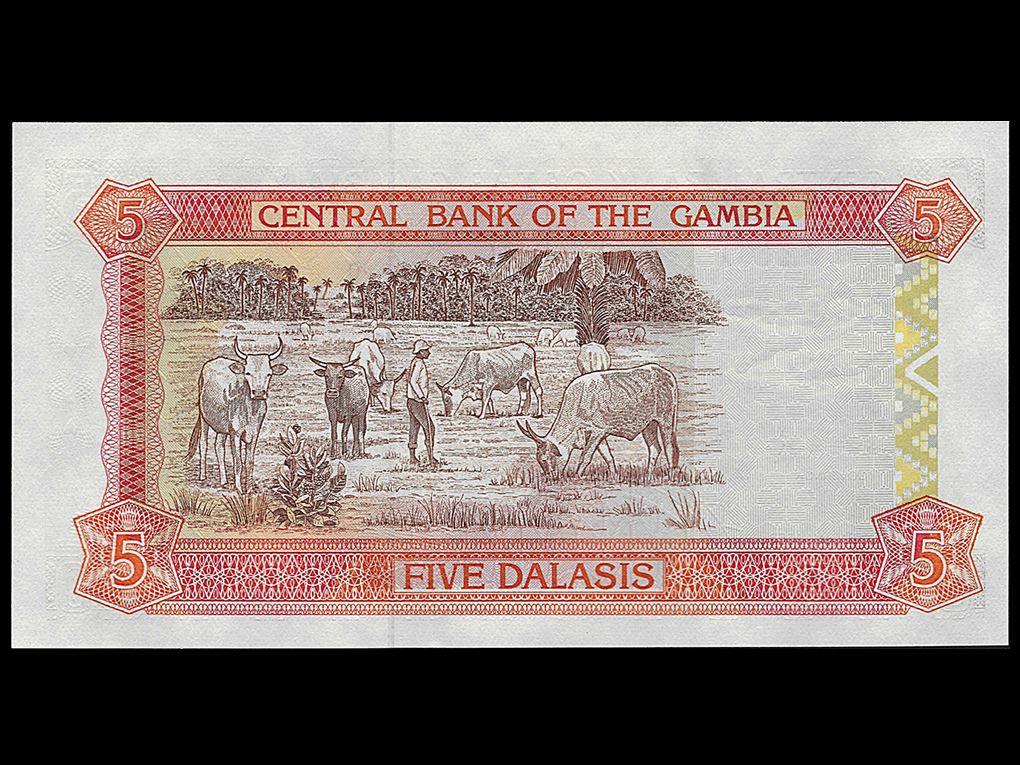 5 CENTRAL BANK OF THE GAMBIA 5
5 FIVE DALASIS 5